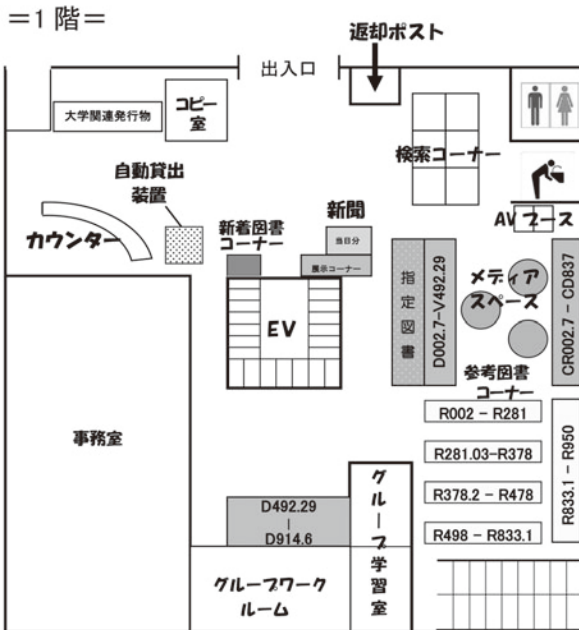 =1階=
返却ポスト
出入口
大学関連発行物
コピー
室
検索コーナー
自動貸出
装置
カウンター
新着図書
コーナー
新聞
当日分
展示コーナー
AVブース
EV
指定図書
D002.7-V492.29
メディア
スペース
CR002.7 - CD837
参考図書
コーナー
R002 - R281
R281.03-R378
R378.2 - R478
R498 - R833.1
R833.1 - R950
事務室
D492.29
|
D914.6
グループ学習室
グループワーク
ルーム